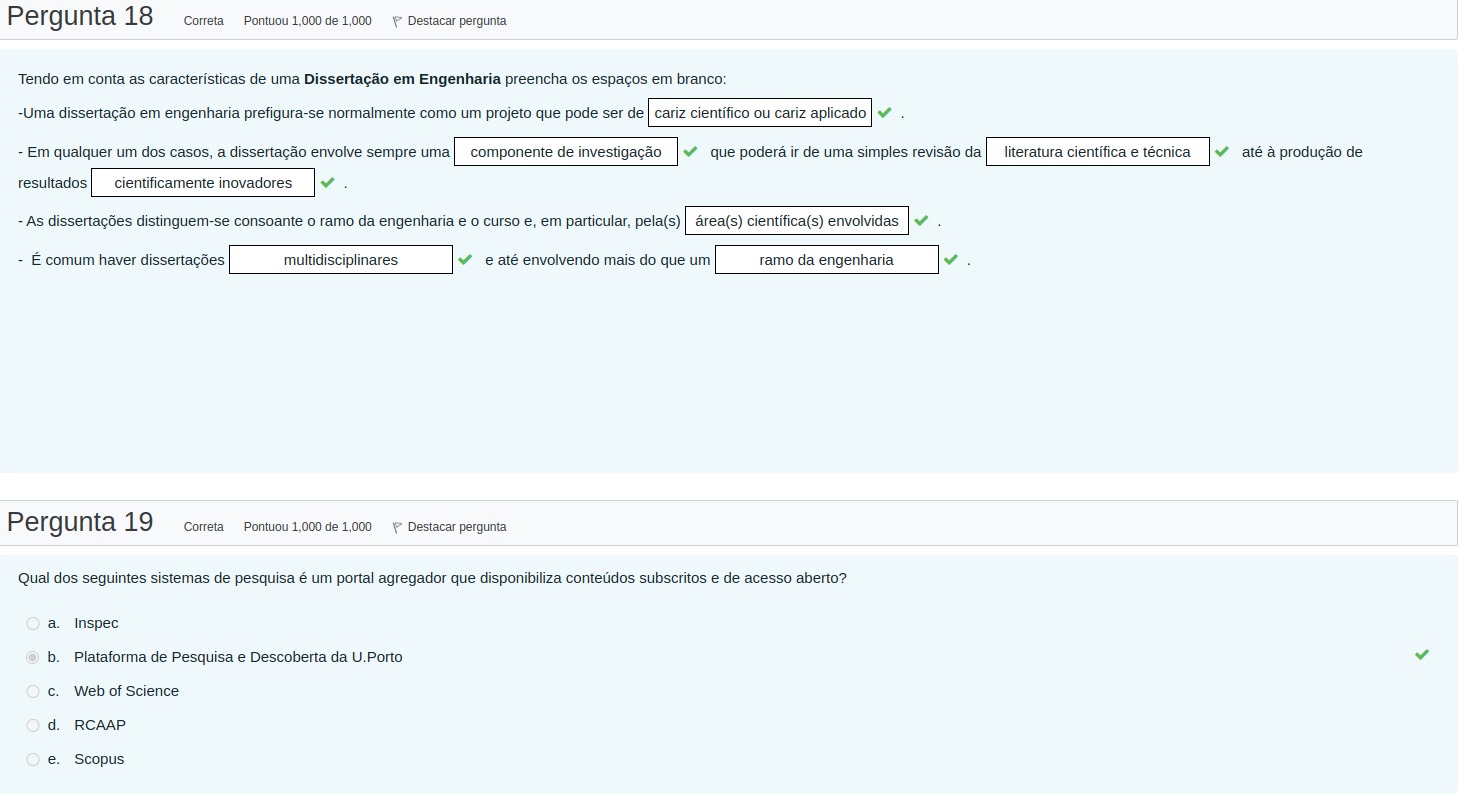 Pergunta 18 Correta Pontuou 1,000 de 1,000 Destacar pergunta
Tendo em conta as características de uma Dissertação em Engenharia preencha os espaços em branco:
-Uma dissertação em engenharia prefigura-se normalmente como um projeto que pode ser de cariz científico ou cariz aplicado .
- Em qualquer um dos casos, a dissertação envolve sempre uma componente de investigação que poderá ir de uma simples revisão da literatura científica e técnica até à produção de
resultados cientificamente inovadores .
- As dissertações distinguem-se consoante o ramo da engenharia e o curso e, em particular, pela(s) área(s) científica(s) envolvidas .
- É comum haver dissertações multidisciplinares e até envolvendo mais do que um ramo da engenharia .
Pergunta 19 Correta Pontuou 1,000 de 1,000 Destacar pergunta
Qual dos seguintes sistemas de pesquisa é um portal agregador que disponibiliza conteúdos subscritos e de acesso aberto?
a. Inspec
b. Plataforma de Pesquisa e Descoberta da U.Porto
c. Web of Science
d. RCAAP
e. Scopus